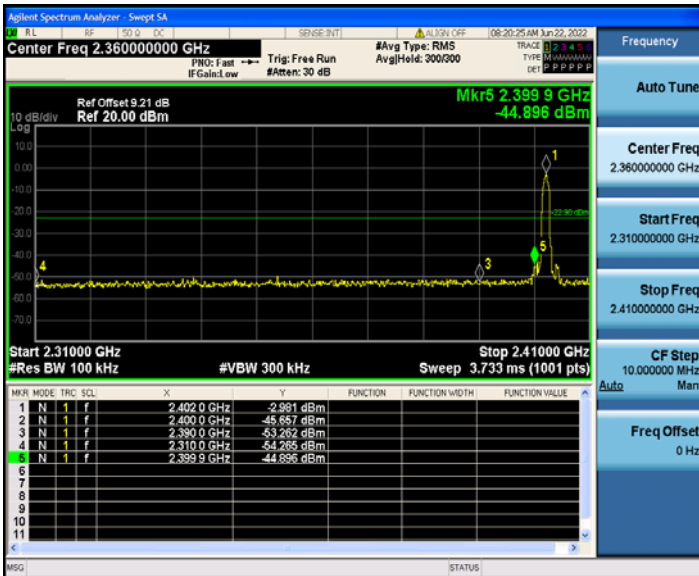 Agilent Spectrum Analyzer - Swept SA
RL RF 50 Ω DC SENSE:INT ALIGN OFF 08:20:25 AM Jun 22, 2022
Center Freq 2.360000000 GHz
PNO: Fast Trig: Free Run
IFGain:Low #Atten: 30 dB
#Avg Type: RMS
Avg|Hold: 300/300
TRACE 1 2 3 4 5 6
TYPE M
DET P P P P P P
Mkr5 2.399 9 GHz
-44.896 dBm
Ref Offset 9.21 dB
10 dB/div Ref 20.00 dBm
Log
10.0
0.00
-10.0
-20.0
-30.0
-40.0
-50.0
-60.0
-70.0
1
-22.90 dBm
5
3
4
Start 2.31000 GHz Stop 2.41000 GHz
#Res BW 100 kHz #VBW 300 kHz Sweep 3.733 ms (1001 pts)
MKR MODE TRC SCL X Y FUNCTION FUNCTION WIDTH FUNCTION VALUE
1 N 1 f 2.402 0 GHz -2.981 dBm
2 N 1 f 2.400 0 GHz -45.657 dBm
3 N 1 f 2.390 0 GHz -53.262 dBm
4 N 1 f 2.310 0 GHz -54.265 dBm
5 N 1 f 2.399 9 GHz -44.896 dBm
6
7
8
9
10
11
MSG STATUS
Frequency
Auto Tune
Center Freq
2.360000000 GHz
Start Freq
2.310000000 GHz
Stop Freq
2.410000000 GHz
CF Step
10.000000 MHz
Auto Man
Freq Offset
0 Hz